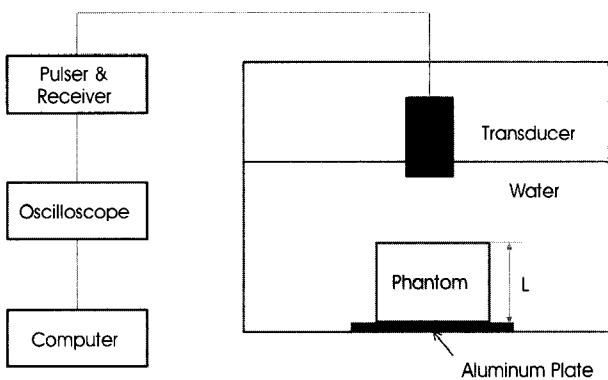 Pulser &
Receiver
Oscilloscope
Computer
Transducer
Water
Phantom
L
Aluminum Plate